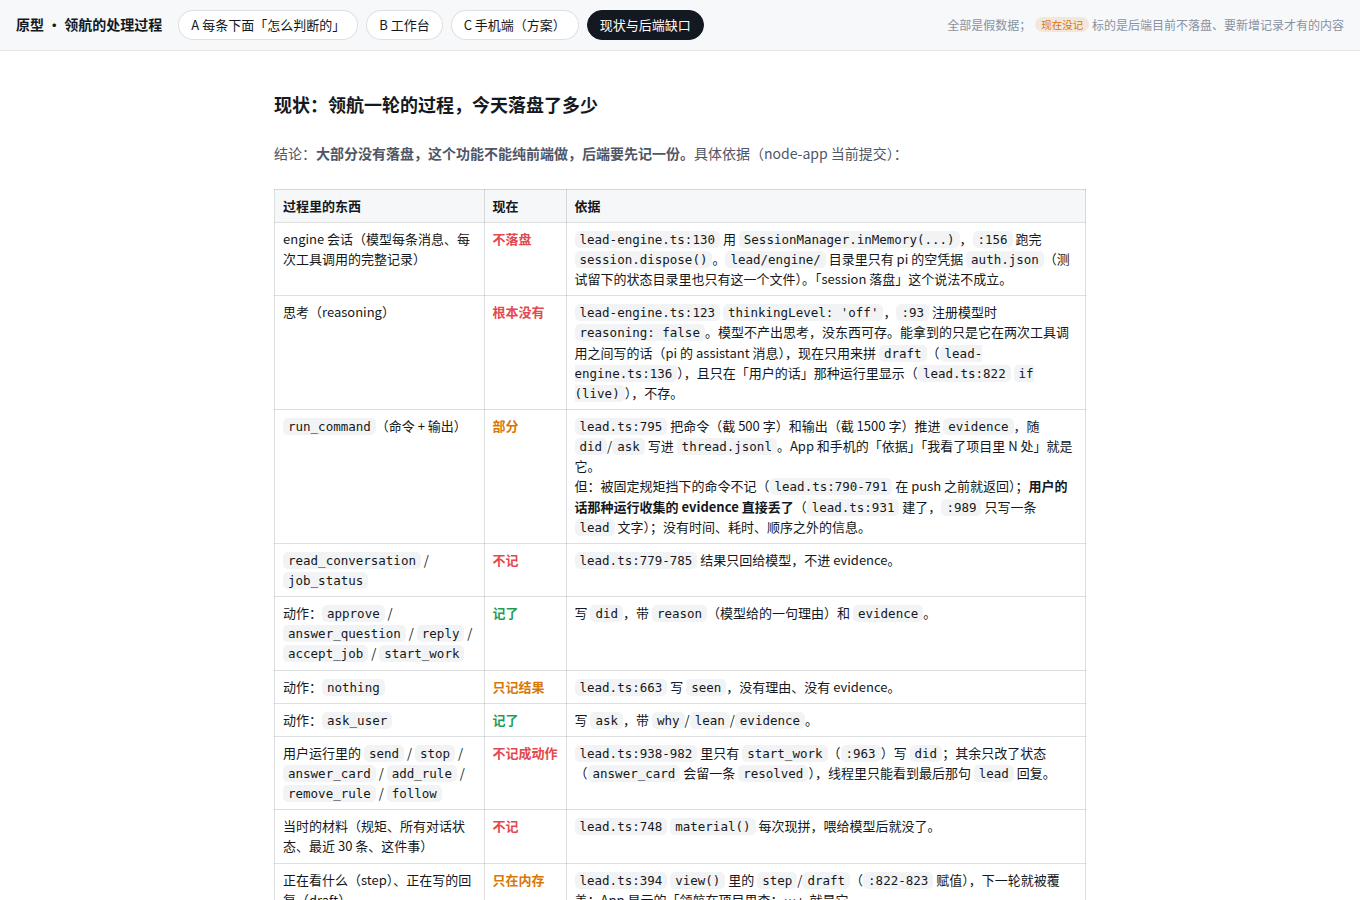 原型 · 领航的处理过程
A 每条下面「怎么判断的」
B 工作台
C 手机端（方案）
现状与后端缺口
全部是假数据； 现在没记 标的是后端目前不落盘、要新增记录才有的内容
现状：领航一轮的过程，今天落盘了多少
结论：大部分没有落盘，这个功能不能纯前端做，后端要先记一份。具体依据（node-app 当前提交）：
过程里的东西
现在
依据
engine 会话（模型每条消息、每
次工具调用的完整记录）
不落盘
lead-engine.ts:130 用 SessionManager.inMemory(...)，:156 跑完
session.dispose()。lead/engine/ 目录里只有 pi 的空凭据 auth.json（测
试留下的状态目录里也只有这一个文件）。「session 落盘」这个说法不成立。
思考（reasoning）
根本没有
lead-engine.ts:123 thinkingLevel: 'off'，:93 注册模型时
reasoning: false。模型不产出思考，没东西可存。能拿到的只是它在两次工具调
用之间写的话（pi 的 assistant 消息），现在只用来拼 draft（lead-
engine.ts:136），且只在「用户的话」那种运行里显示（lead.ts:822 if
(live)），不存。
run_command（命令 + 输出）
部分
lead.ts:795 把命令（截 500 字）和输出（截 1500 字）推进 evidence，随
did / ask 写进 thread.jsonl。App 和手机的「依据」「我看了项目里 N 处」就是
它。
但：被固定规矩挡下的命令不记（lead.ts:790-791 在 push 之前就返回）；用户的
话那种运行收集的 evidence 直接丢了（lead.ts:931 建了，:989 只写一条
lead 文字）；没有时间、耗时、顺序之外的信息。
read_conversation /
job_status
不记
lead.ts:779-785 结果只回给模型，不进 evidence。
动作：approve /
answer_question / reply /
accept_job / start_work
记了
写 did，带 reason（模型给的一句理由）和 evidence。
动作：nothing
只记结果
lead.ts:663 写 seen，没有理由、没有 evidence。
动作：ask_user
记了
写 ask，带 why / lean / evidence。
用户运行里的 send / stop /
answer_card / add_rule /
remove_rule / follow
不记成动作
lead.ts:938-982 里只有 start_work（:963）写 did；其余只改了状态
（answer_card 会留一条 resolved），线程里只能看到最后那句 lead 回复。
当时的材料（规矩、所有对话状
态、最近 30 条、这件事）
不记
lead.ts:748 material() 每次现拼，喂给模型后就没了。
正在看什么（step）、正在写的回
复（draft）
只在内存
lead.ts:394 view() 里的 step / draft（:822-823 赋值），下一轮就被覆